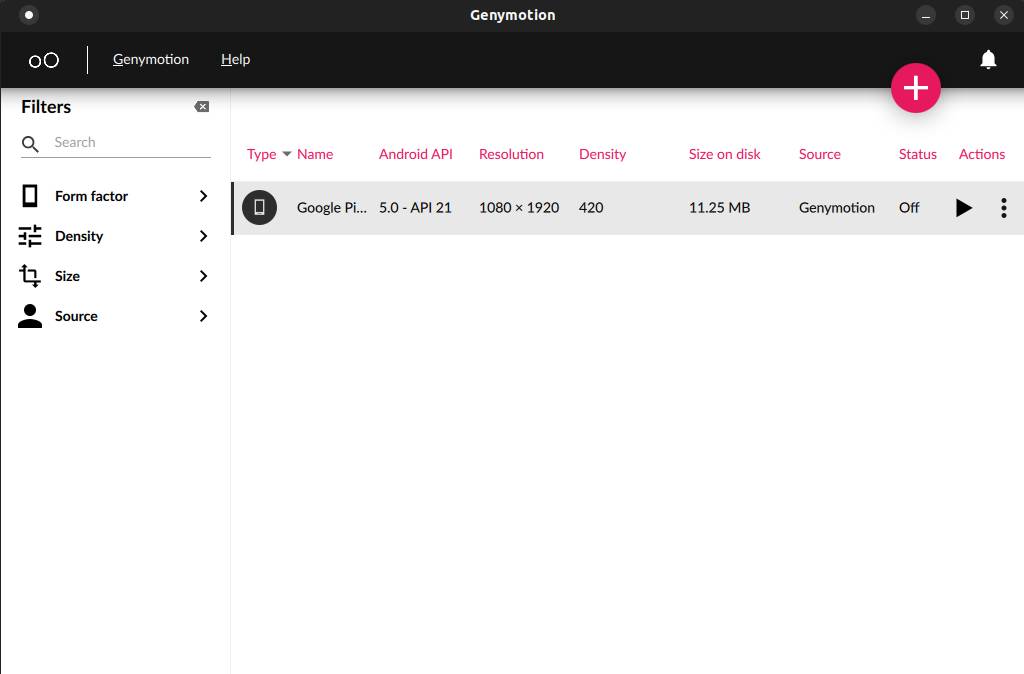 Genymotion
Genymotion Help
Filters
Search
Type Name Android API Resolution Density Size on disk Source Status Actions
Form factor
Google Pi... 5.0 - API 21 1080 × 1920 420 11.25 MB Genymotion Off
Density
Size
Source